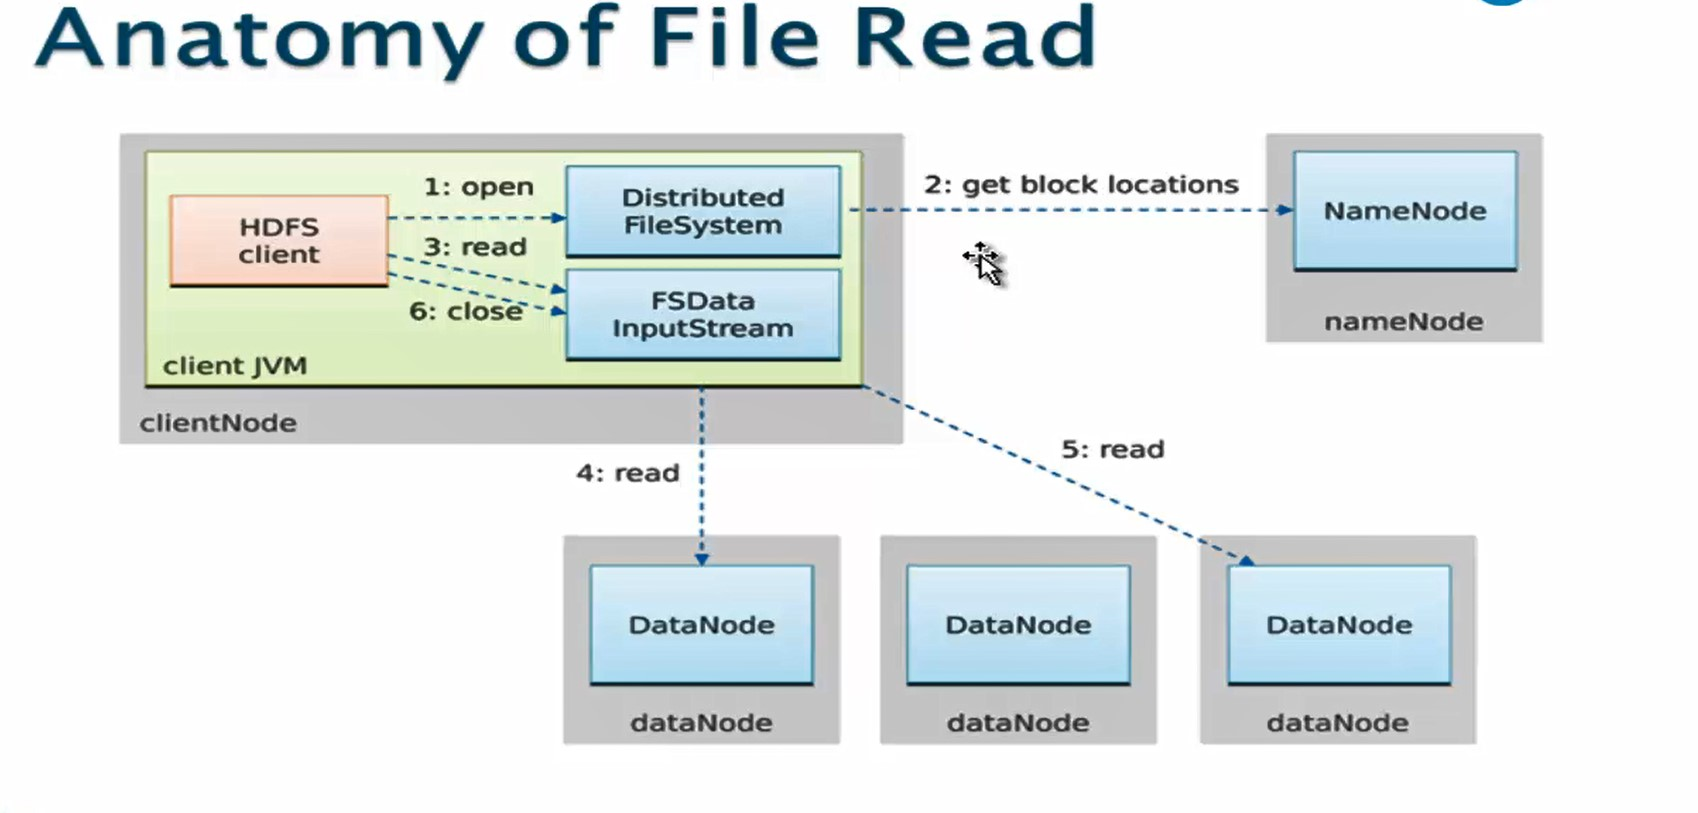 Anatomy of File Read
1: open
Distributed
FileSystem
2: get block locations
NameNode
HDFS
client
3: read
6: close
FSData
InputStream
nameNode
client JVM
clientNode
4: read
5: read
DataNode
DataNode
DataNode
dataNode
dataNode
dataNode